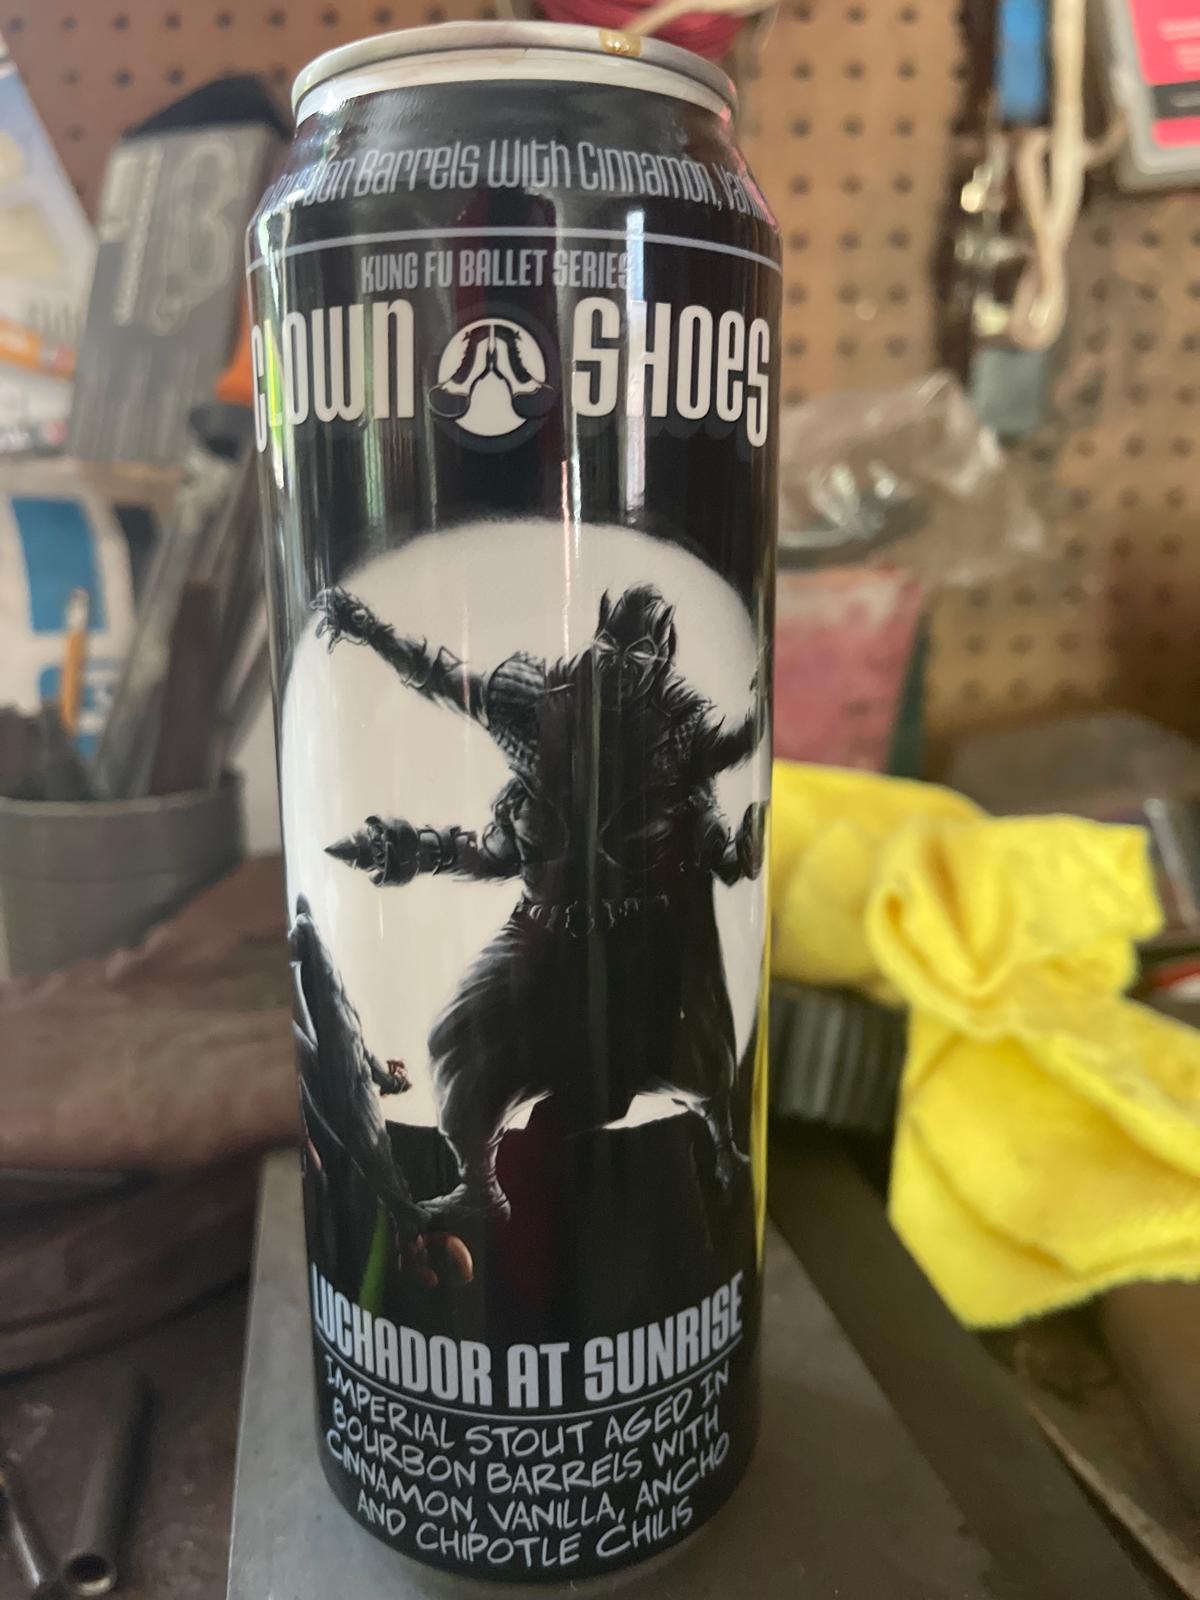 Barrels With Cinnamon,
KUNG FU BALLET SERIES
CLOWN SHOES
LUCHADOR AT SUNRISE
IMPERIAL STOUT AGED IN
BOURBON BARRELS WITH
CINNAMON, VANILLA, ANCHO
AND CHIPOTLE CHILIS